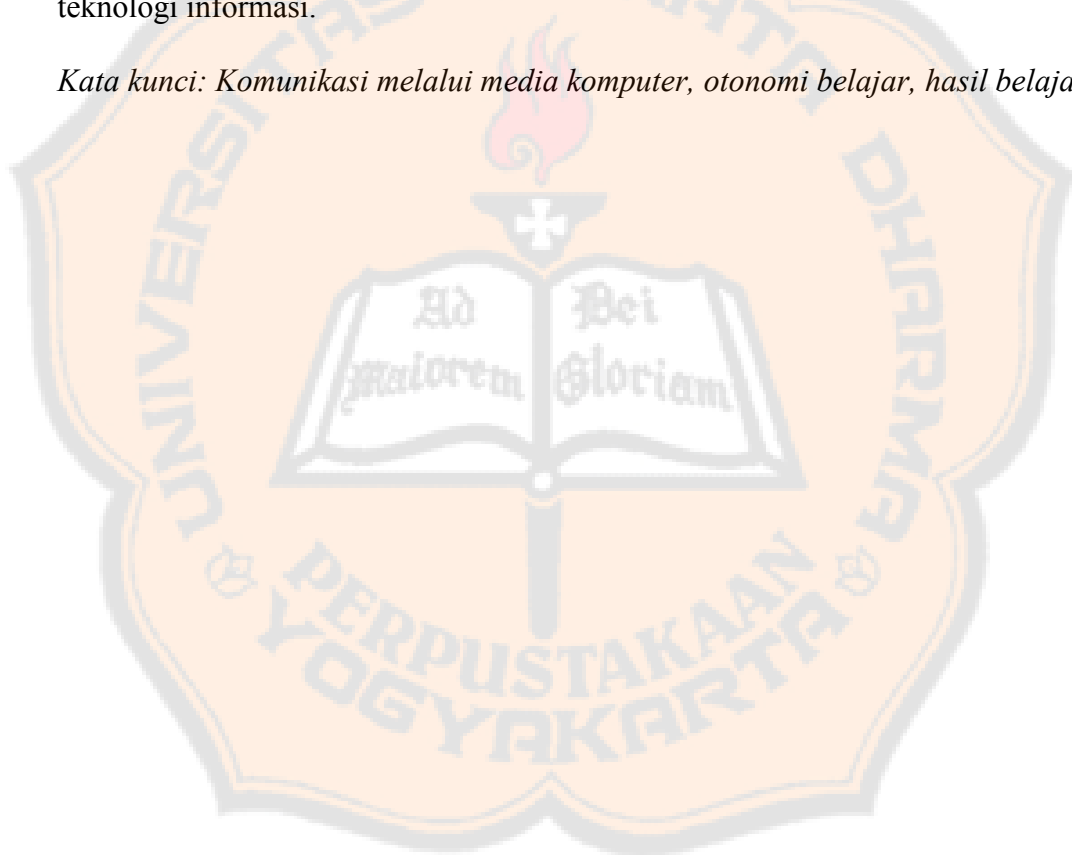 teknologi informasi.
Kata kunci: Komunikasi melalui media komputer, otonomi belajar, hasil belaja
UNIVERSITAS DHARMA
Ad Dei
Maiorem Gloriam
PERPUSTAKAAN
YOGYAKARTA